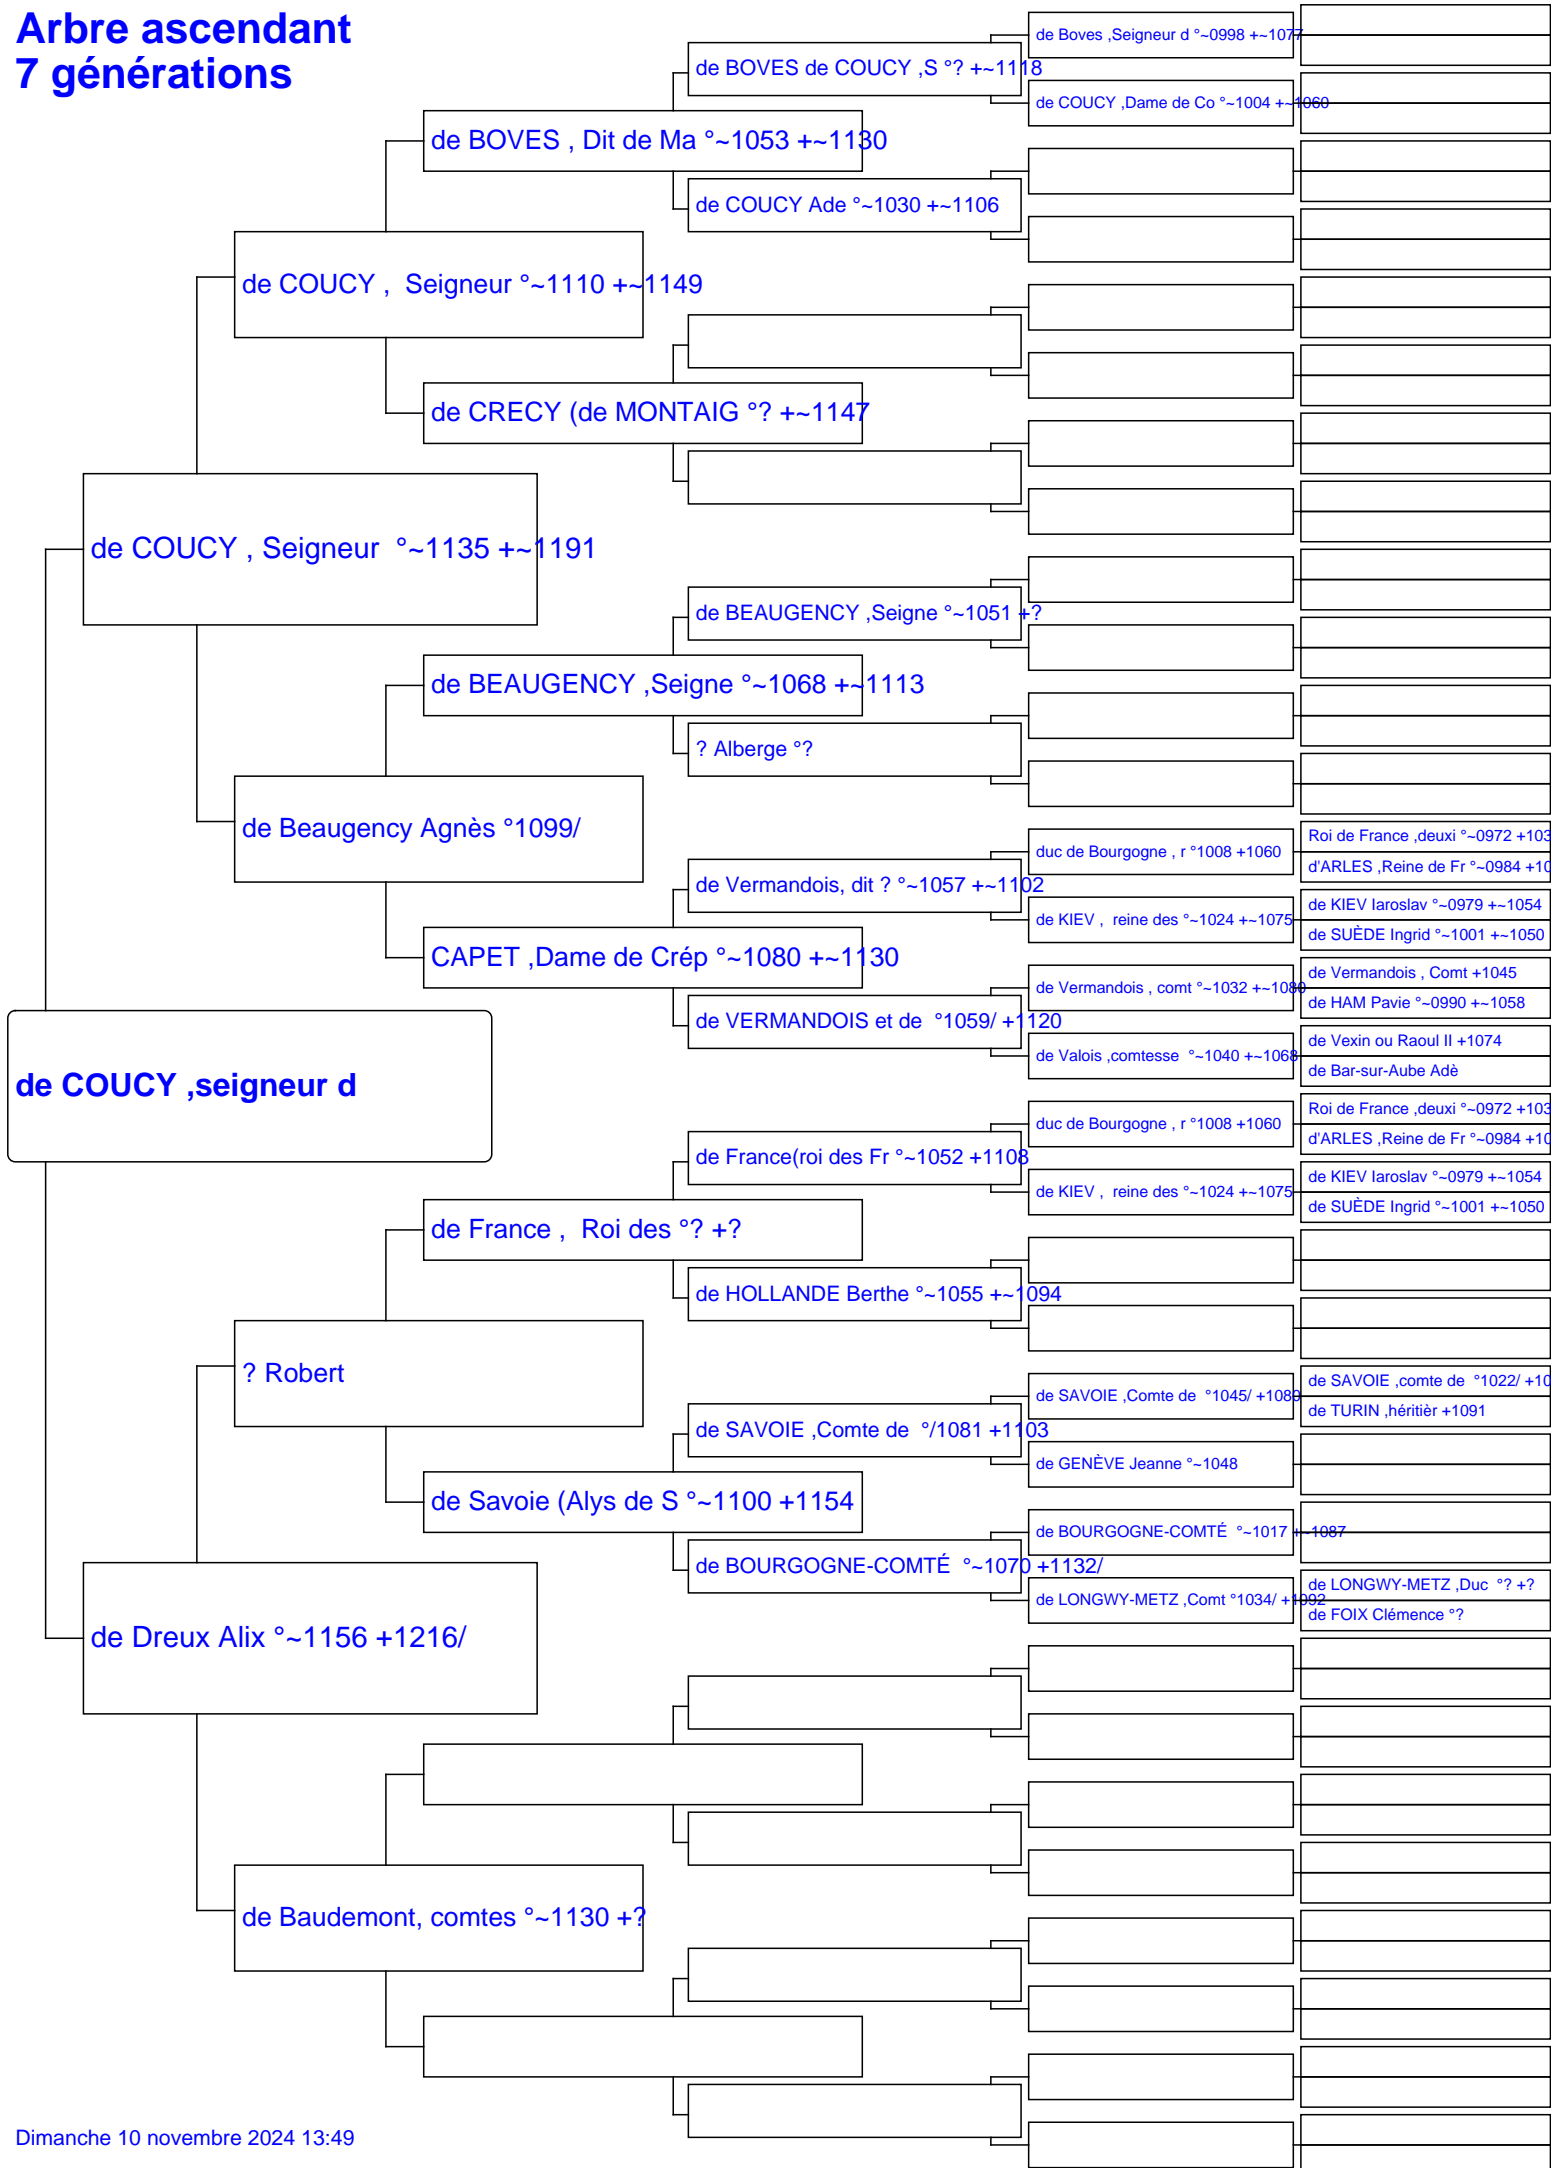 Arbre ascendant
7 générations
de Boves ,Seigneur d °~0998 +~1077
de BOVES de COUCY ,S °? +~1118
de COUCY ,Dame de Co °~1004 +~1060
de BOVES , Dit de Ma °~1053 +~1130
de COUCY Ade °~1030 +~1106
de COUCY ,  Seigneur °~1110 +~1149
de CRECY (de MONTAIG °? +~1147
de COUCY , Seigneur  °~1135 +~1191
de BEAUGENCY ,Seigne °~1051 +?
de BEAUGENCY ,Seigne °~1068 +~1113
? Alberge °?
de Beaugency Agnès °1099/
Roi de France ,deuxi °~0972 +103
duc de Bourgogne , r °1008 +1060
d'ARLES ,Reine de Fr °~0984 +10
de Vermandois, dit ? °~1057 +~1102
de KIEV Iaroslav °~0979 +~1054
de KIEV ,  reine des °~1024 +~1075
de SUÈDE Ingrid °~1001 +~1050
CAPET ,Dame de Crép °~1080 +~1130
de Vermandois , Comt +1045
de Vermandois , comt °~1032 +~1080
de HAM Pavie °~0990 +~1058
de VERMANDOIS et de  °1059/ +1120
de Vexin ou Raoul II +1074
de Valois ,comtesse  °~1040 +~1068
de Bar-sur-Aube Adè
de COUCY ,seigneur d
Roi de France ,deuxi °~0972 +103
duc de Bourgogne , r °1008 +1060
d'ARLES ,Reine de Fr °~0984 +10
de France(roi des Fr °~1052 +1108
de KIEV Iaroslav °~0979 +~1054
de KIEV ,  reine des °~1024 +~1075
de SUÈDE Ingrid °~1001 +~1050
de France ,  Roi des °? +?
de HOLLANDE Berthe °~1055 +~1094
? Robert
de SAVOIE ,comte de  °1022/ +10
de SAVOIE ,Comte de  °1045/ +1080
de TURIN ,héritièr +1091
de SAVOIE ,Comte de  °/1081 +1103
de GENÈVE Jeanne °~1048
de Savoie (Alys de S °~1100 +1154
de BOURGOGNE-COMTÉ  °~1017 +~1087
de BOURGOGNE-COMTÉ  °~1070 +1132/
de LONGWY-METZ ,Duc  °? +?
de LONGWY-METZ ,Comt °1034/ +1092
de FOIX Clémence °?
de Dreux Alix °~1156 +1216/
de Baudemont, comtes °~1130 +?
Dimanche 10 novembre 2024 13:49